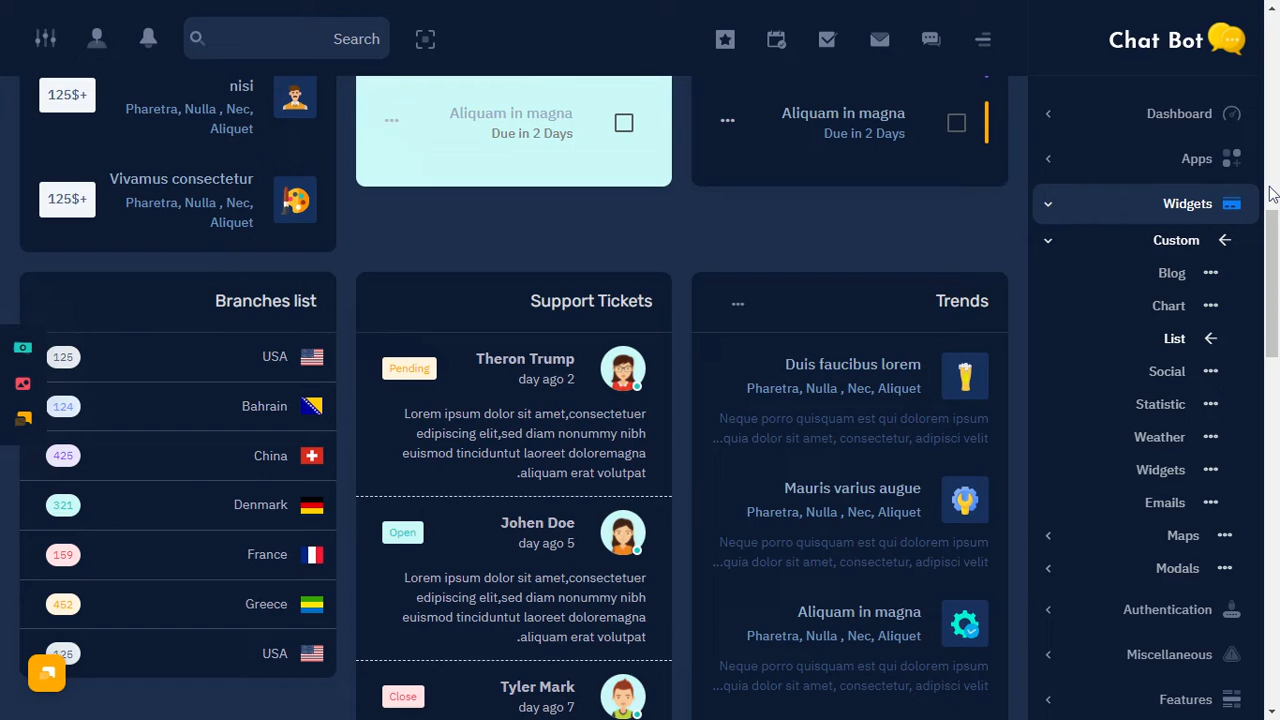 Search
Chat Bot
nisi
125$+
Pharetra, Nulla , Nec,
Aliquet
Vivamus consectetur
125$+
Pharetra, Nulla , Nec,
Aliquet
Aliquam in magna
Due in 2 Days
Aliquam in magna
Due in 2 Days
Branches list
125 USA
124 Bahrain
425 China
321 Denmark
159 France
452 Greece
125 USA
Support Tickets
Pending
Theron Trump
day ago 2
Lorem ipsum dolor sit amet,consectetuer
edipiscing elit,sed diam nonummy nibh
euismod tinciduntut laoreet doloremagna
.aliquam erat volutpat
Open
Johen Doe
day ago 5
Lorem ipsum dolor sit amet,consectetuer
edipiscing elit,sed diam nonummy nibh
euismod tinciduntut laoreet doloremagna
.aliquam erat volutpat
Close
Tyler Mark
day ago 7
Trends
Duis faucibus lorem
Pharetra, Nulla , Nec, Aliquet
Neque porro quisquam est qui dolorem ipsum
...quia dolor sit amet, consectetur, adipisci velit
Mauris varius augue
Pharetra, Nulla , Nec, Aliquet
Neque porro quisquam est qui dolorem ipsum
...quia dolor sit amet, consectetur, adipisci velit
Aliquam in magna
Pharetra, Nulla , Nec, Aliquet
Neque porro quisquam est qui dolorem ipsum
...quia dolor sit amet, consectetur, adipisci velit
Dashboard
Apps
Widgets
Custom
Blog
Chart
List
Social
Statistic
Weather
Widgets
Emails
Maps
Modals
Authentication
Miscellaneous
Features